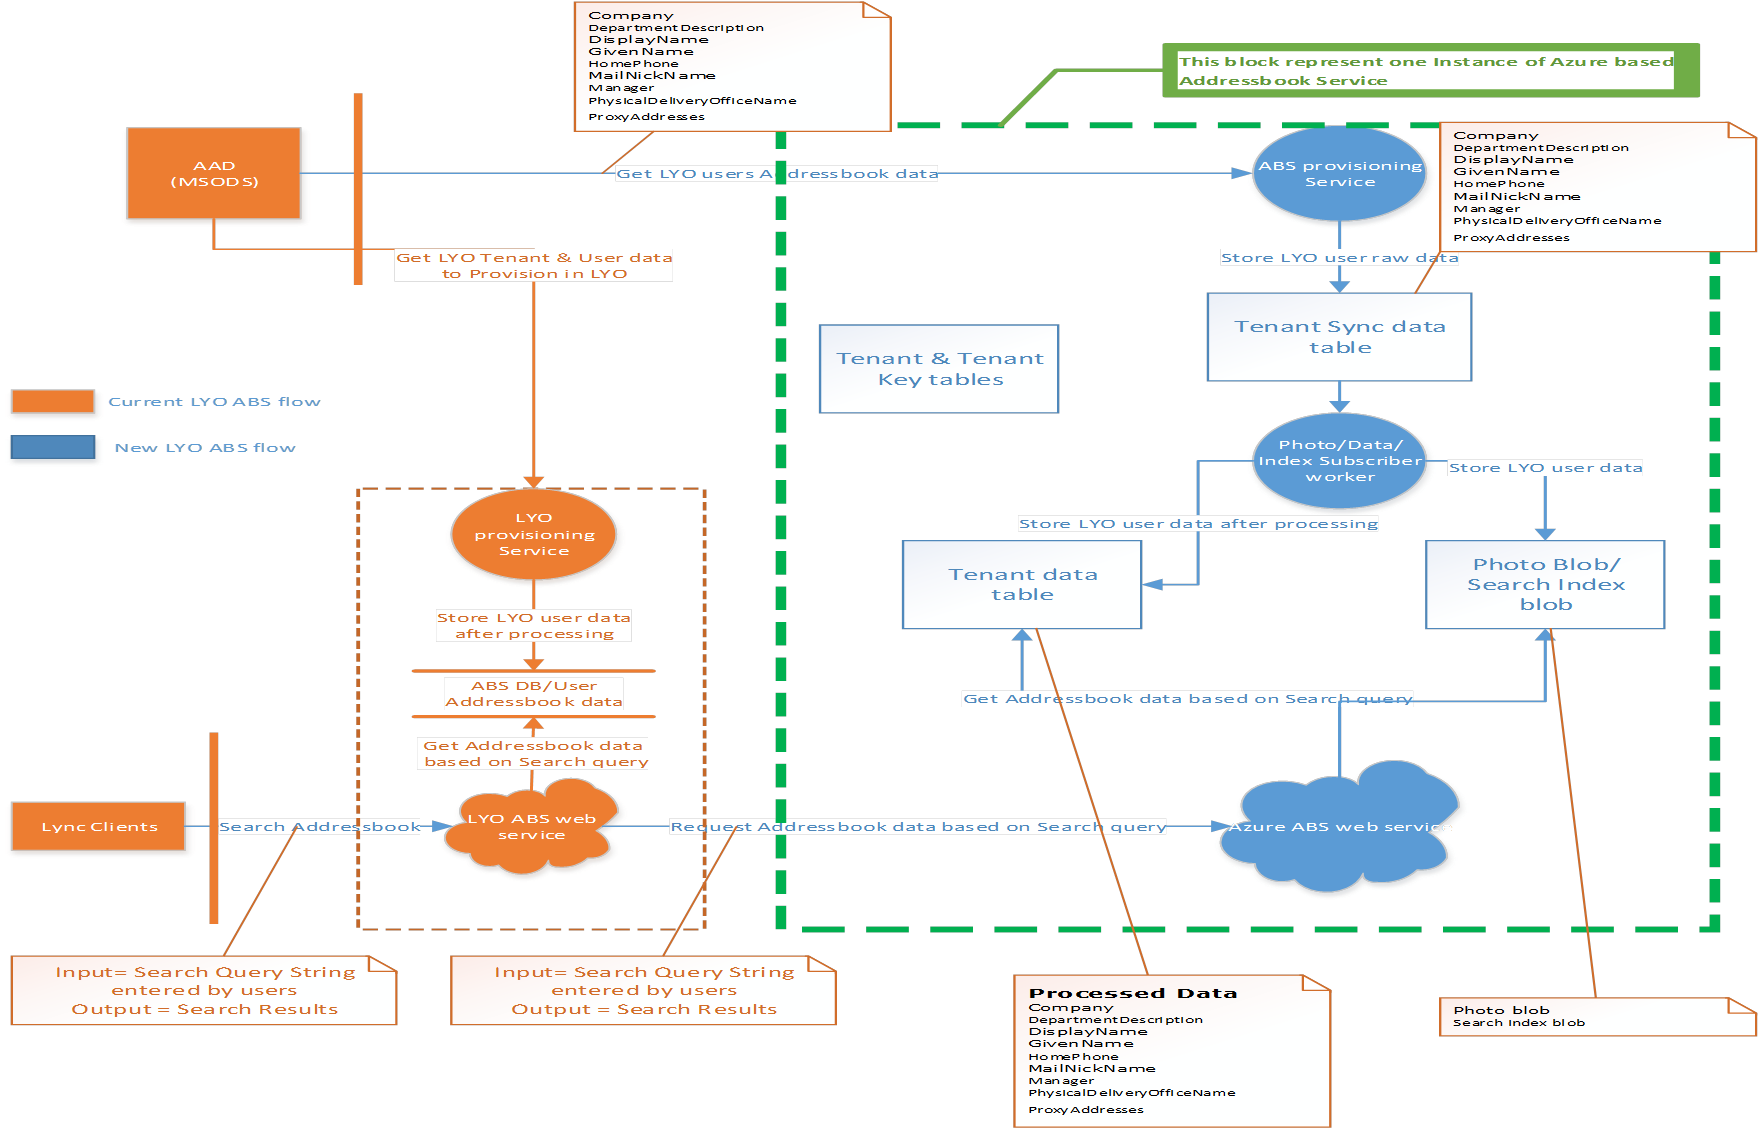 Company
DepartmentDescription
DisplayName
GivenName
HomePhone
MailNickName
Manager
PhysicalDeliveryOfficeName
ProxyAddresses
This block represent one Instance of Azure based
Addressbook Service
AAD
(MSODS)
Get LYO users Addressbook data
ABS provisioning
Service
Company
DepartmentDescription
DisplayName
GivenName
HomePhone
MailNickName
Manager
PhysicalDeliveryOfficeName
ProxyAddresses
Get LYO Tenant & User data
to Provision in LYO
Store LYO user raw data
Tenant Sync data
table
Tenant & Tenant
Key tables
Current LYO ABS flow
New LYO ABS flow
Photo/Data/
Index Subscriber
worker
Store LYO user data
Store LYO user data after processing
LYO
provisioning
Service
Tenant data
table
Photo Blob/
Search Index
blob
Store LYO user data
after processing
ABS DB/User
Addressbook data
Get Addressbook data based on Search query
Get Addressbook data
based on Search query
Lync Clients
Search Addressbook
LYO ABS web
service
Request Addressbook data based on Search query
Azure ABS web servic
Input= Search Query String
entered by users
Output = Search Results
Input= Search Query String
entered by users
Output = Search Results
Processed Data
Company
DepartmentDescription
DisplayName
GivenName
HomePhone
MailNickName
Manager
PhysicalDeliveryOfficeName
ProxyAddresses
Photo blob
Search Index blob